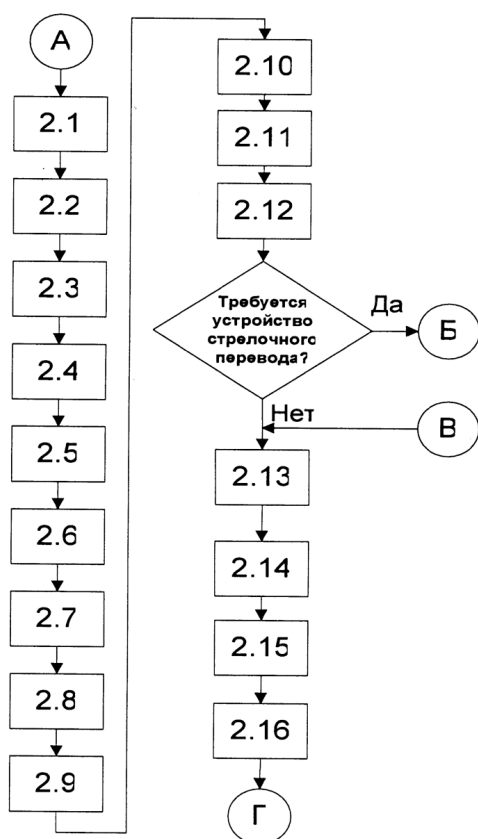 А
2.1
2.2
2.3
2.4
2.5
2.6
2.7
2.8
2.9
2.10
2.11
2.12
Требуется
устройство
стрелочного
перевода?
Да
Б
Нет
В
2.13
2.14
2.15
2.16
Г